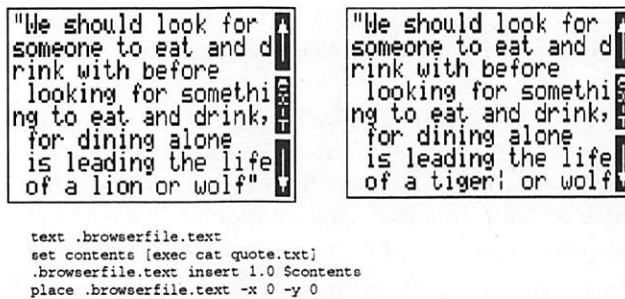 "We should look for
someone to eat and d
rink with before
looking for somethi
ng to eat and drink,
for dining alone
is leading the life
of a lion or wolf"
EXIT
"We should look for
someone to eat and d
rink with before
looking for somethi
ng to eat and drink,
for dining alone
is leading the life
of a tiger¦ or wolf
EXIT
text .browserfile.text
set contents [exec cat quote.txt]
.browserfile.text insert 1.0 $contents
place .browserfile.text -x 0 -y 0